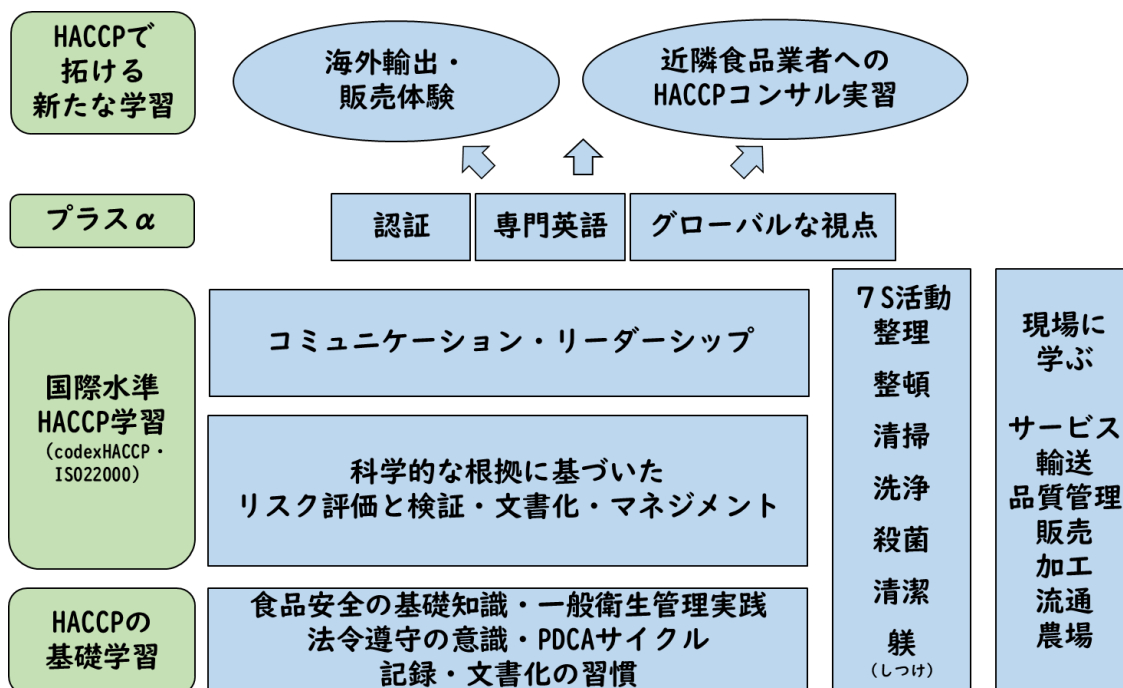 HACCPで
拓ける
新たな学習
海外輸出・
販売体験
近隣食品業者への
HACCPコンサル実習
プラスα
認証
専門英語
グローバルな視点
国際水準
HACCP学習
（codexHACCP・
ISO22000）
コミュニケーション・リーダーシップ
科学的な根拠に基づいた
リスク評価と検証・文書化・マネジメント
HACCPの
基礎学習
食品安全の基礎知識・一般衛生管理実践
法令遵守の意識・PDCAサイクル
記録・文書化の習慣
７S活動
整理
整頓
清掃
洗浄
殺菌
清潔
躾
（しつけ）
現場に
学ぶ
サービス
輸送
品質管理
販売
加工
流通
農場